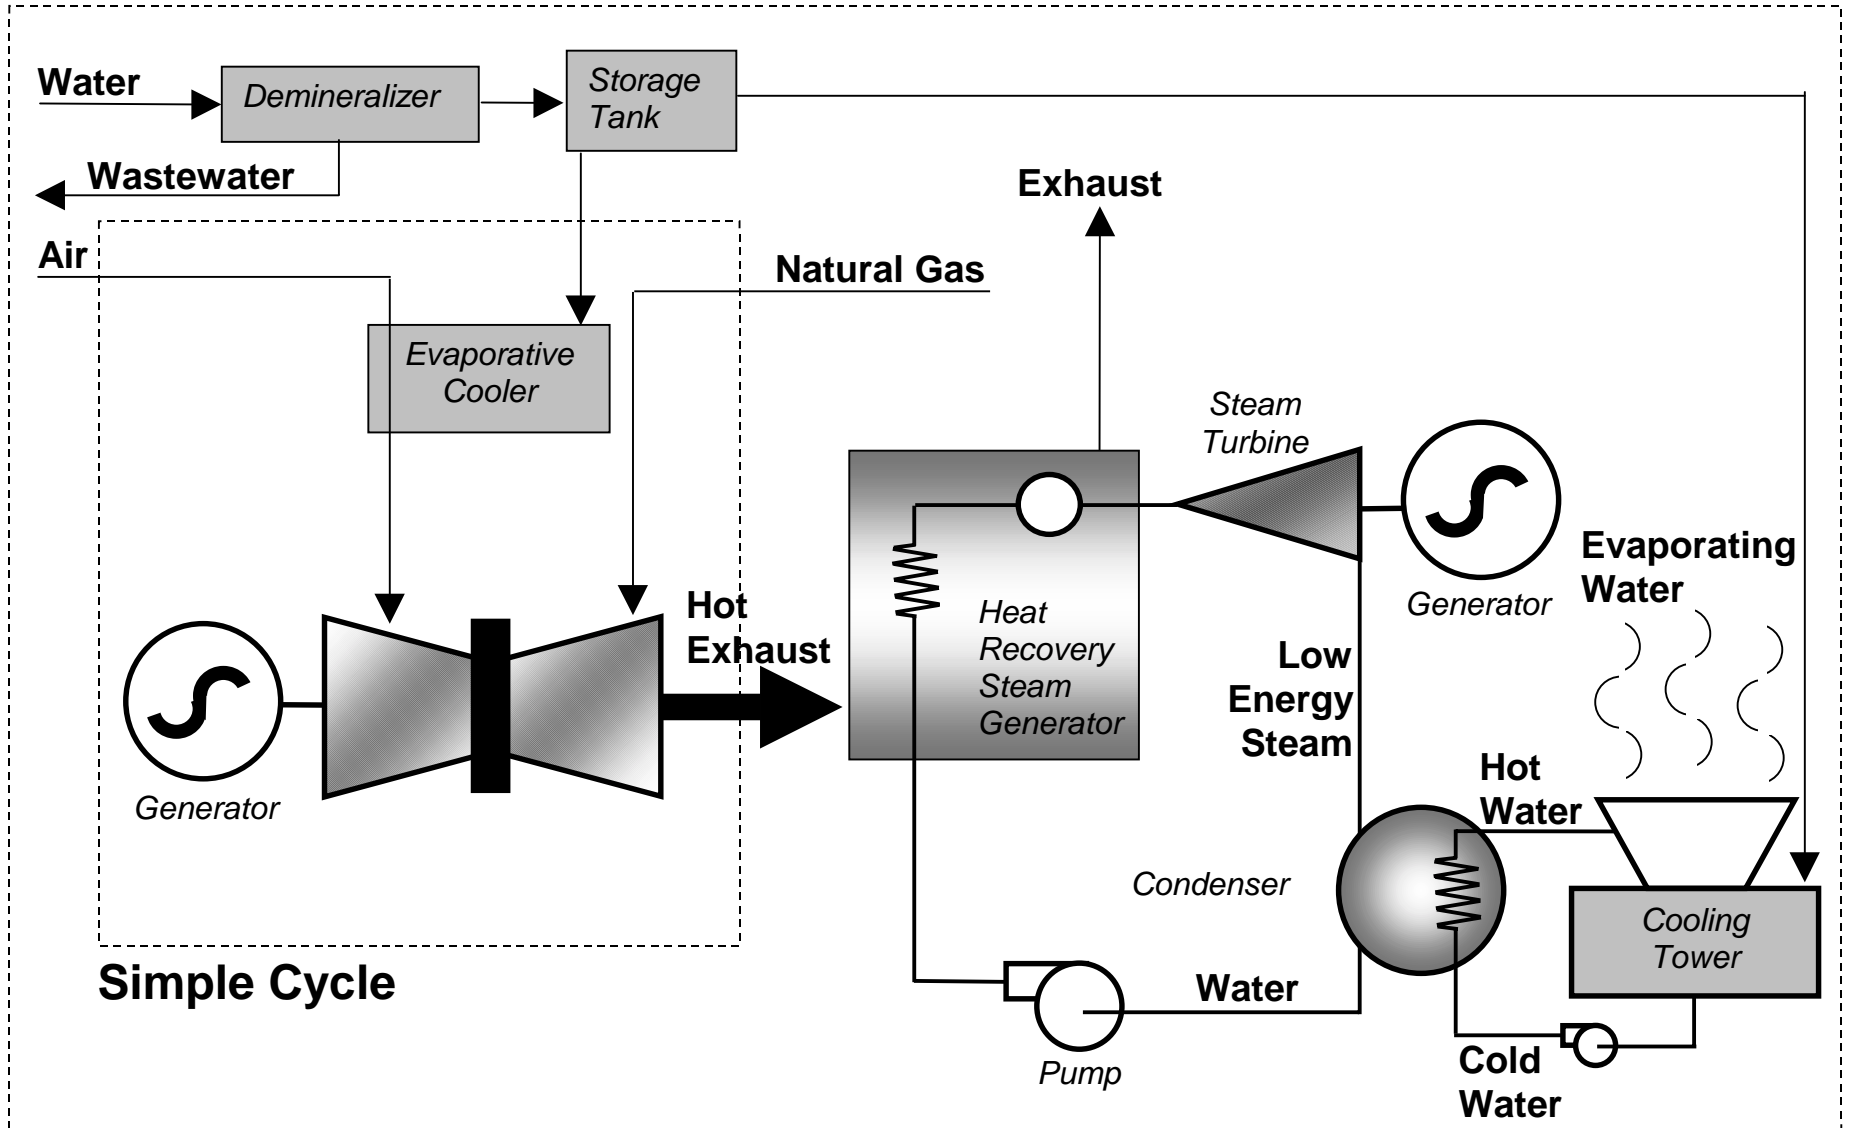 Water
Demineralizer
Storage
Tank
Wastewater
Exhaust
Air
Natural Gas
Evaporative
Cooler
Steam
Turbine
Evaporating
Water
Generator
Hot
Exhaust
Heat
Recovery
Steam
Generator
Low
Energy
Steam
Generator
Hot
Water
Condenser
Cooling
Tower
Simple Cycle
Water
Pump
Cold
Water